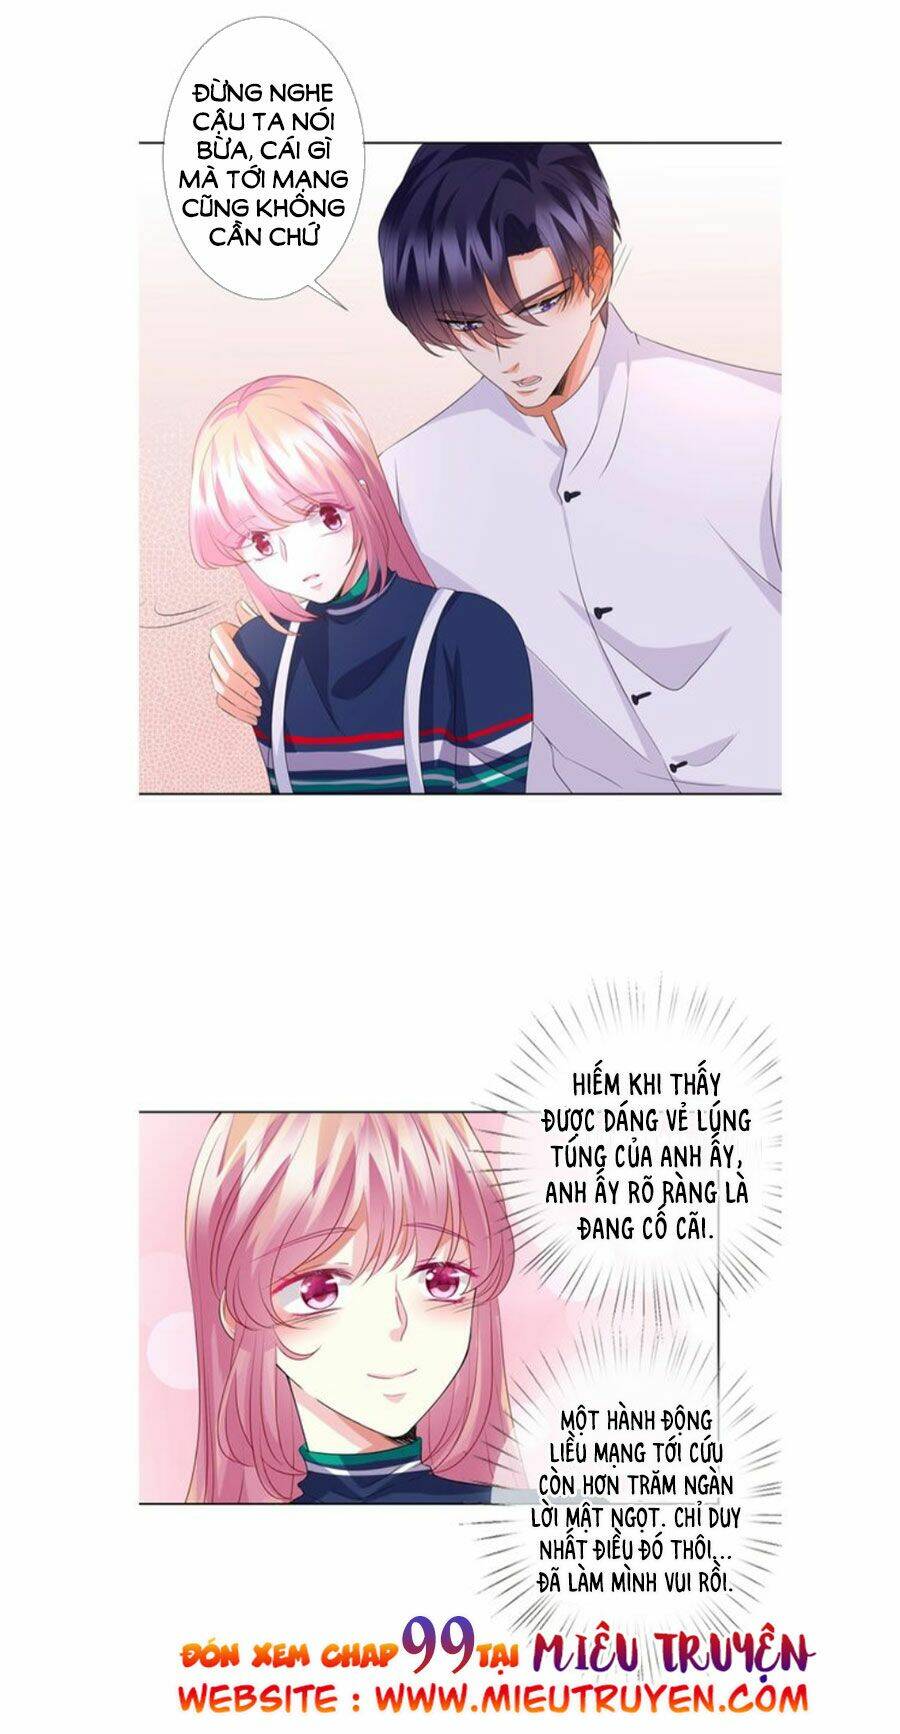 ĐỪNG NGHE
CẬU TA NÓI
BỪA, CÁI GÌ
MÀ TỚI MẠNG
CŨNG KHÔNG
CẦN CHỨ
HIẾM KHI THẤY
ĐƯỢC DÁNG VẺ LÚNG
TÚNG CỦA ANH ẤY,
ANH ẤY RÕ RÀNG LÀ
ĐANG CỐ CÃI.
MỘT HÀNH ĐỘNG
LIỀU MẠNG TỚI CỨU
CÒN HƠN TRĂM NGÀN
LỜI MẬT NGỌT. CHỈ DUY
NHẤT ĐIỀU ĐÓ THÔI...
ĐÃ LÀM MÌNH VUI RỒI.
ĐÓN XEM CHAP 99 TẠI MIÊU TRUYỆN
WEBSITE : WWW.MIEUTRUYEN.COM